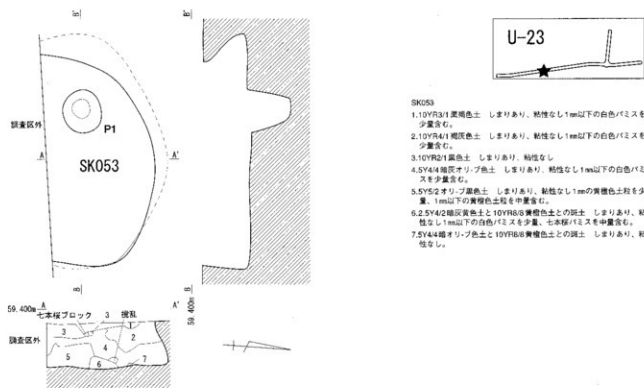 B'
B'
U-23
調査区外
P1
A
A'
SK053
B
B
59.400m
A
A'
59.400m
七本桜ブロック
3
撹乱
調査区外
3
1
2
4
5
6
7
SK053
1.10YR3/1黒褐色土 しまりあり、粘性なし1㎜以下の白色パミスを
少量含む。
2.10YR4/1褐灰色土 しまりあり、粘性なし1㎜以下の白色パミスを
少量含む。
3.10YR2/1黒色土 しまりあり、粘性なし
4.5Y4/4暗灰オリ-ブ色土 しまりあり、粘性なし1㎜以下の白色パミ
スを少量含む。
5.5Y5/2オリ-ブ黒色土 しまりあり、粘性なし1㎜の黄橙色土粒を少
量、1㎜以下の黄橙色土粒を中量含む。
6.2.5Y4/2暗灰黄色土と10YR8/8黄橙色土との斑土 しまりあり、粘
性なし1㎜以下の白色パミスを少量、七本桜パミスを中量含む。
7.5Y4/4暗オリ-ブ色土と10YR8/8黄橙色土との斑土 しまりあり、粘
性なし。